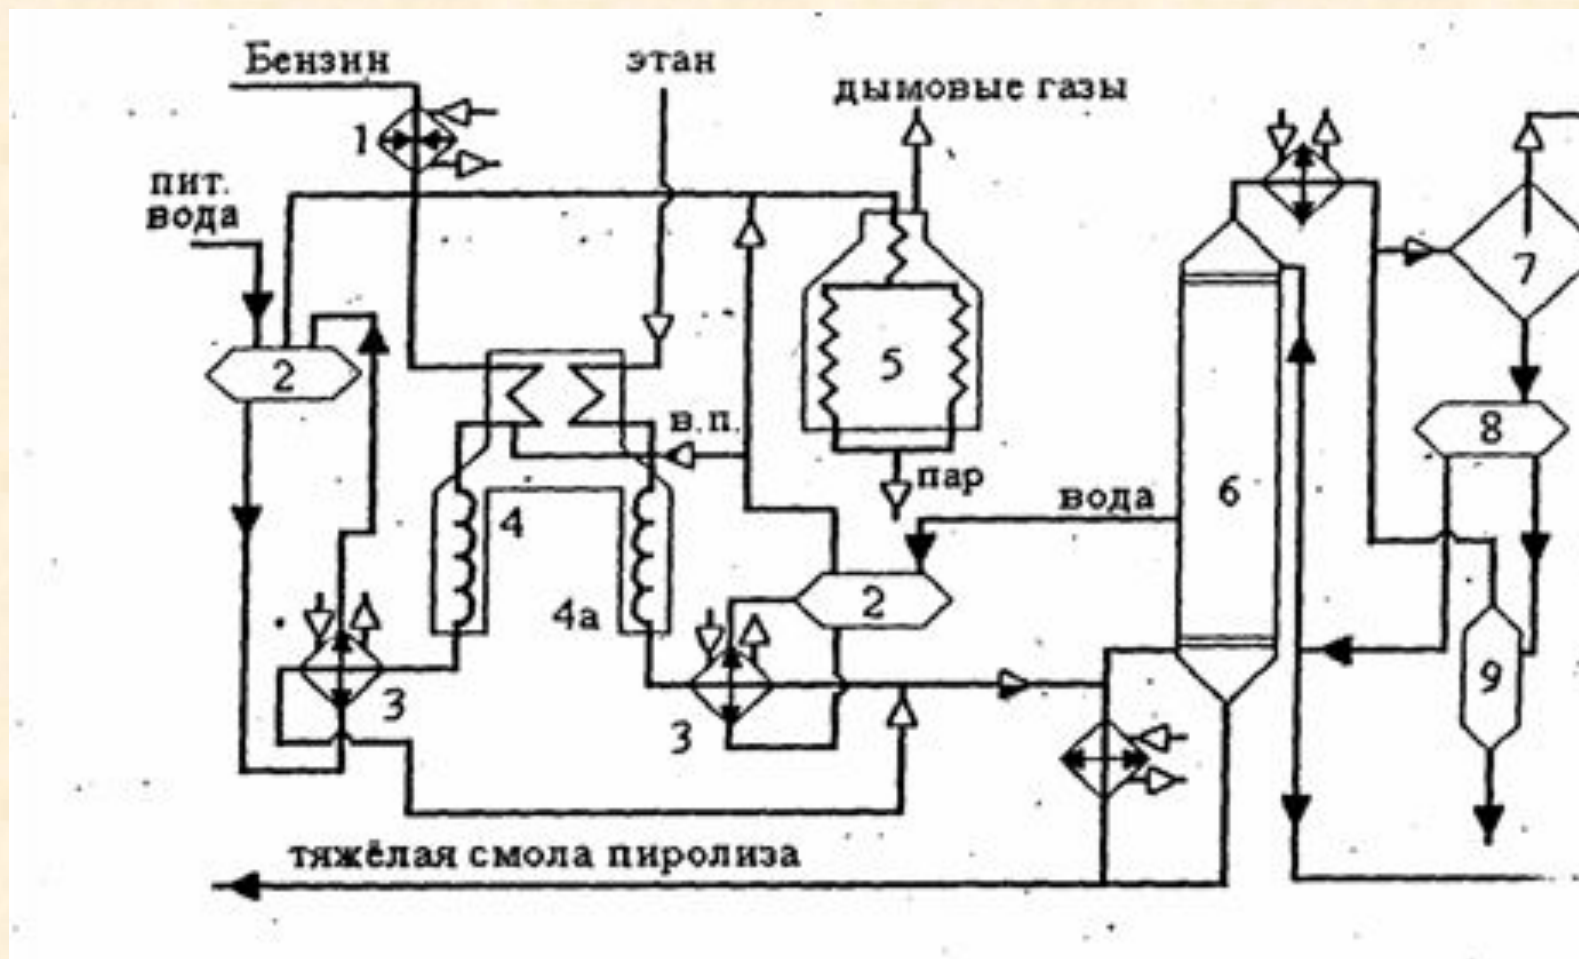 Бензин
этан
дымовые газы
1
пит.
вода
7
2
5
в.п.
8
пар
вода
6
4
4а
2
9
3
3
тяжёлая смола пиролиза